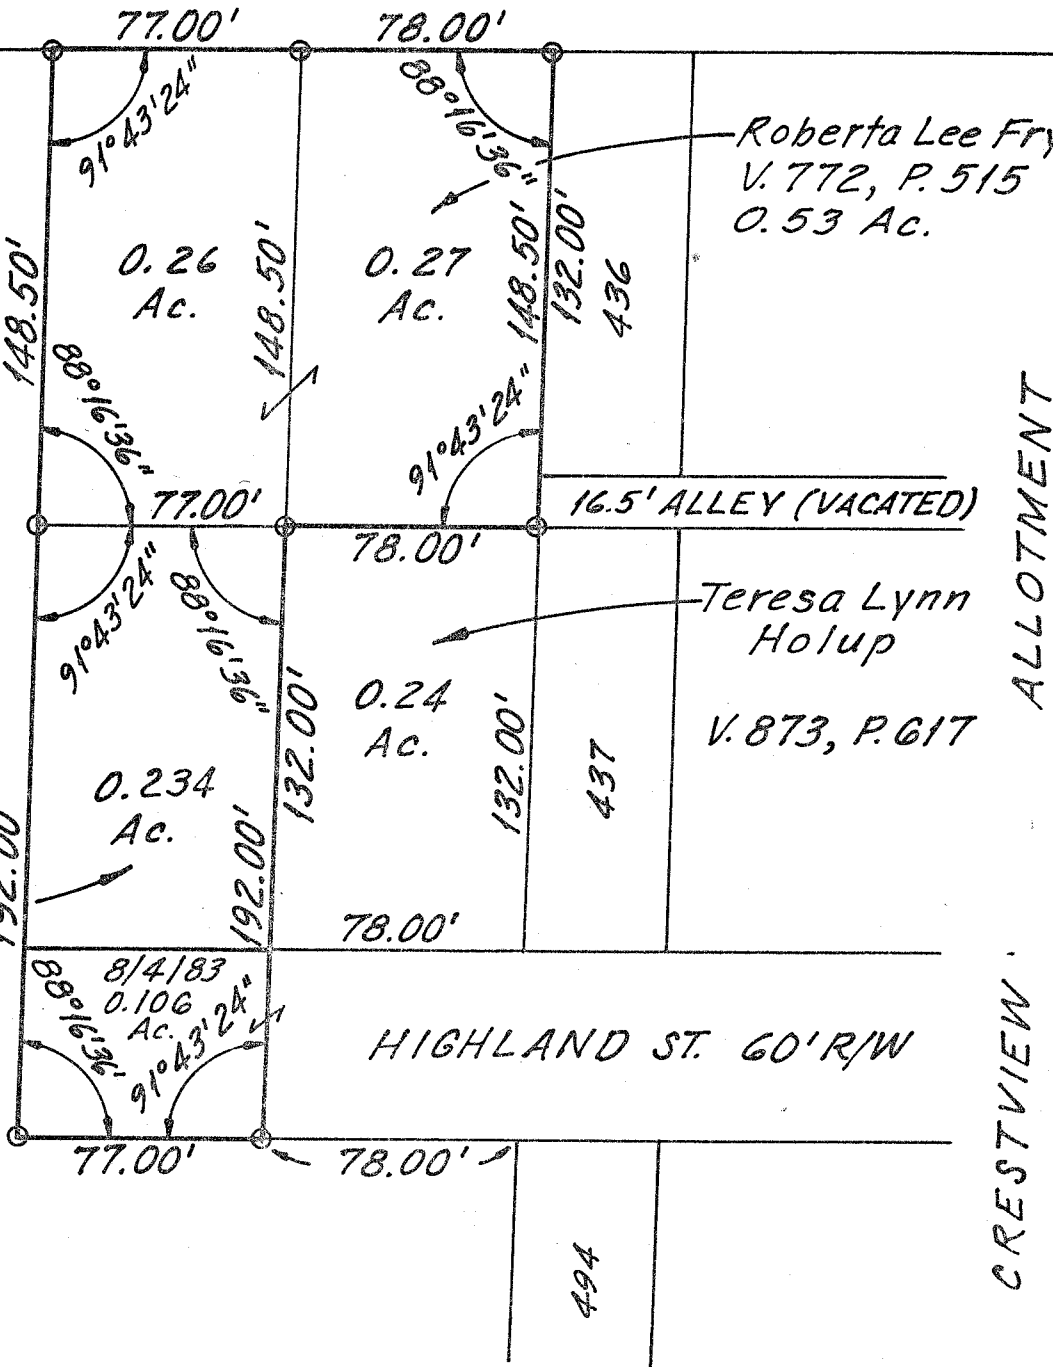 77.00'
78.00'
91°43'24"
88°16'36"
Roberta Lee Fry
V. 772, P. 515
0.53 Ac.
148.50'
0.26
Ac.
148.50'
0.27
Ac.
148.50'
132.00'
436
88°16'36"
91°43'24"
77.00'
78.00'
16.5' ALLEY (VACATED)
ALLOTMENT
91°43'24"
88°16'36"
Teresa Lynn
Holup
V. 873, P. 617
0.24
Ac.
132.00'
132.00'
437
0.234
Ac.
192.00'
192.00'
78.00'
8/4/83
0.106
Ac.
88°16'36'
91°43'24"
HIGHLAND ST. 60' R/W
77.00'
78.00'
CRESTVIEW
494